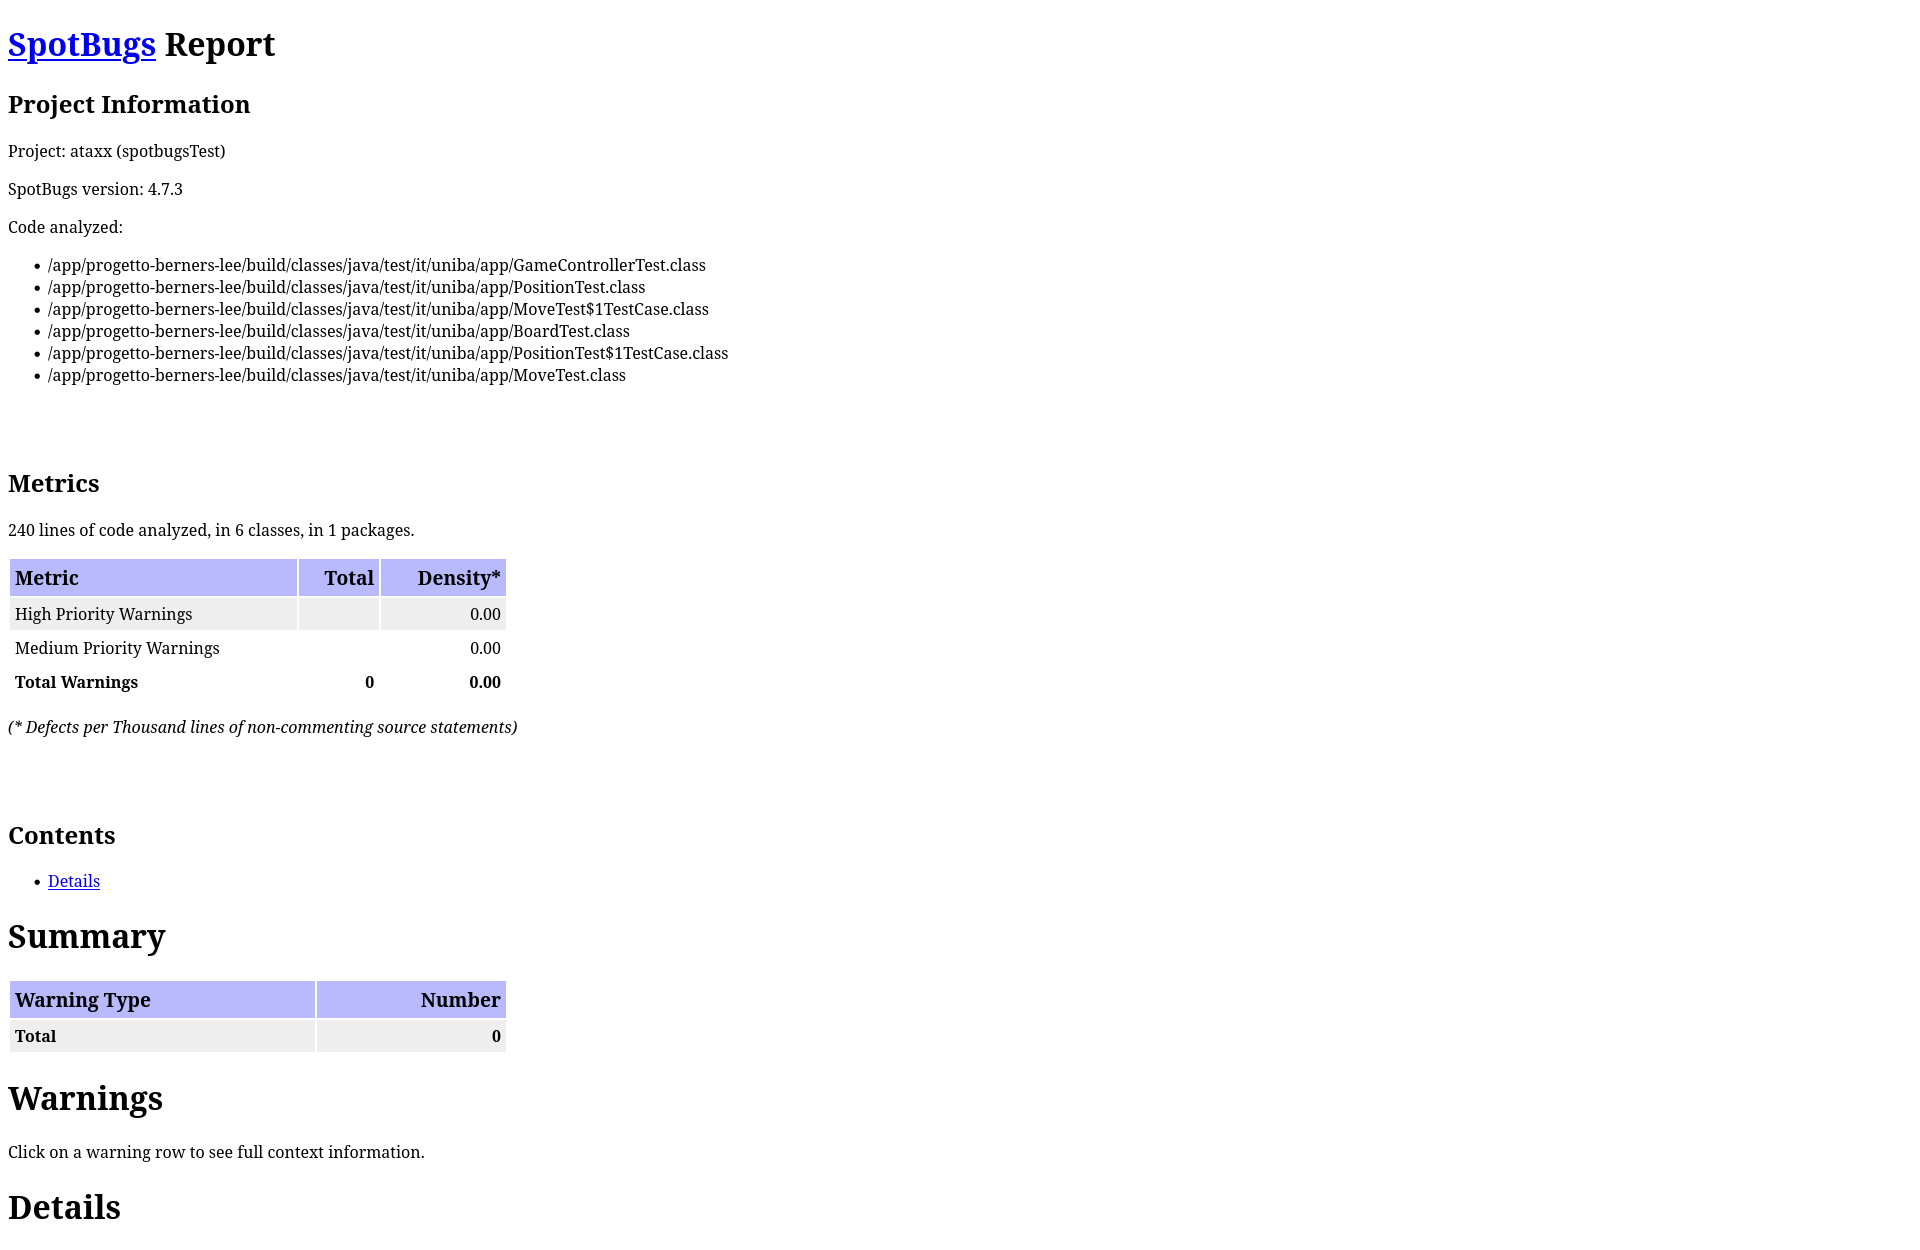 SpotBugs Report
Project Information
Project: ataxx (spotbugsTest)
SpotBugs version: 4.7.3
Code analyzed:
• /app/progetto-berners-lee/build/classes/java/test/it/uniba/app/GameControllerTest.class
• /app/progetto-berners-lee/build/classes/java/test/it/uniba/app/PositionTest.class
• /app/progetto-berners-lee/build/classes/java/test/it/uniba/app/MoveTest$1TestCase.class
• /app/progetto-berners-lee/build/classes/java/test/it/uniba/app/BoardTest.class
• /app/progetto-berners-lee/build/classes/java/test/it/uniba/app/PositionTest$1TestCase.class
• /app/progetto-berners-lee/build/classes/java/test/it/uniba/app/MoveTest.class
Metrics
240 lines of code analyzed, in 6 classes, in 1 packages.
Metric Total Density*
High Priority Warnings 0.00
Medium Priority Warnings 0.00
Total Warnings 0 0.00
(* Defects per Thousand lines of non-commenting source statements)
Contents
• Details
Summary
Warning Type Number
Total 0
Warnings
Click on a warning row to see full context information.
Details